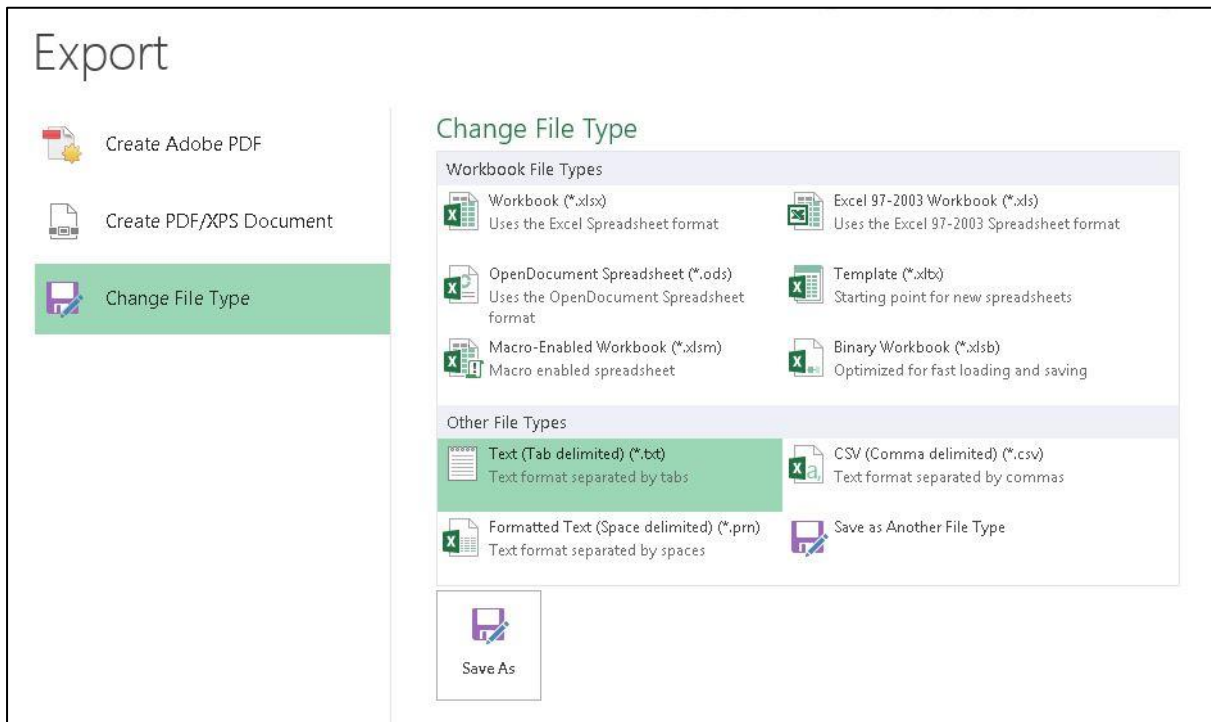 Export
Create Adobe PDF
Create PDF/XPS Document
Change File Type
Change File Type
Workbook File Types
Workbook (*.xlsx)
Uses the Excel Spreadsheet format
Excel 97-2003 Workbook (*.xls)
Uses the Excel 97-2003 Spreadsheet format
OpenDocument Spreadsheet (*.ods)
Uses the OpenDocument Spreadsheet
format
Template (*.xltx)
Starting point for new spreadsheets
Macro-Enabled Workbook (*.xlsm)
Macro enabled spreadsheet
Binary Workbook (*.xlsb)
Optimized for fast loading and saving
Other File Types
Text (Tab delimited) (*.txt)
Text format separated by tabs
CSV (Comma delimited) (*.csv)
Text format separated by commas
Formatted Text (Space delimited) (*.prn)
Text format separated by spaces
Save as Another File Type
Save As